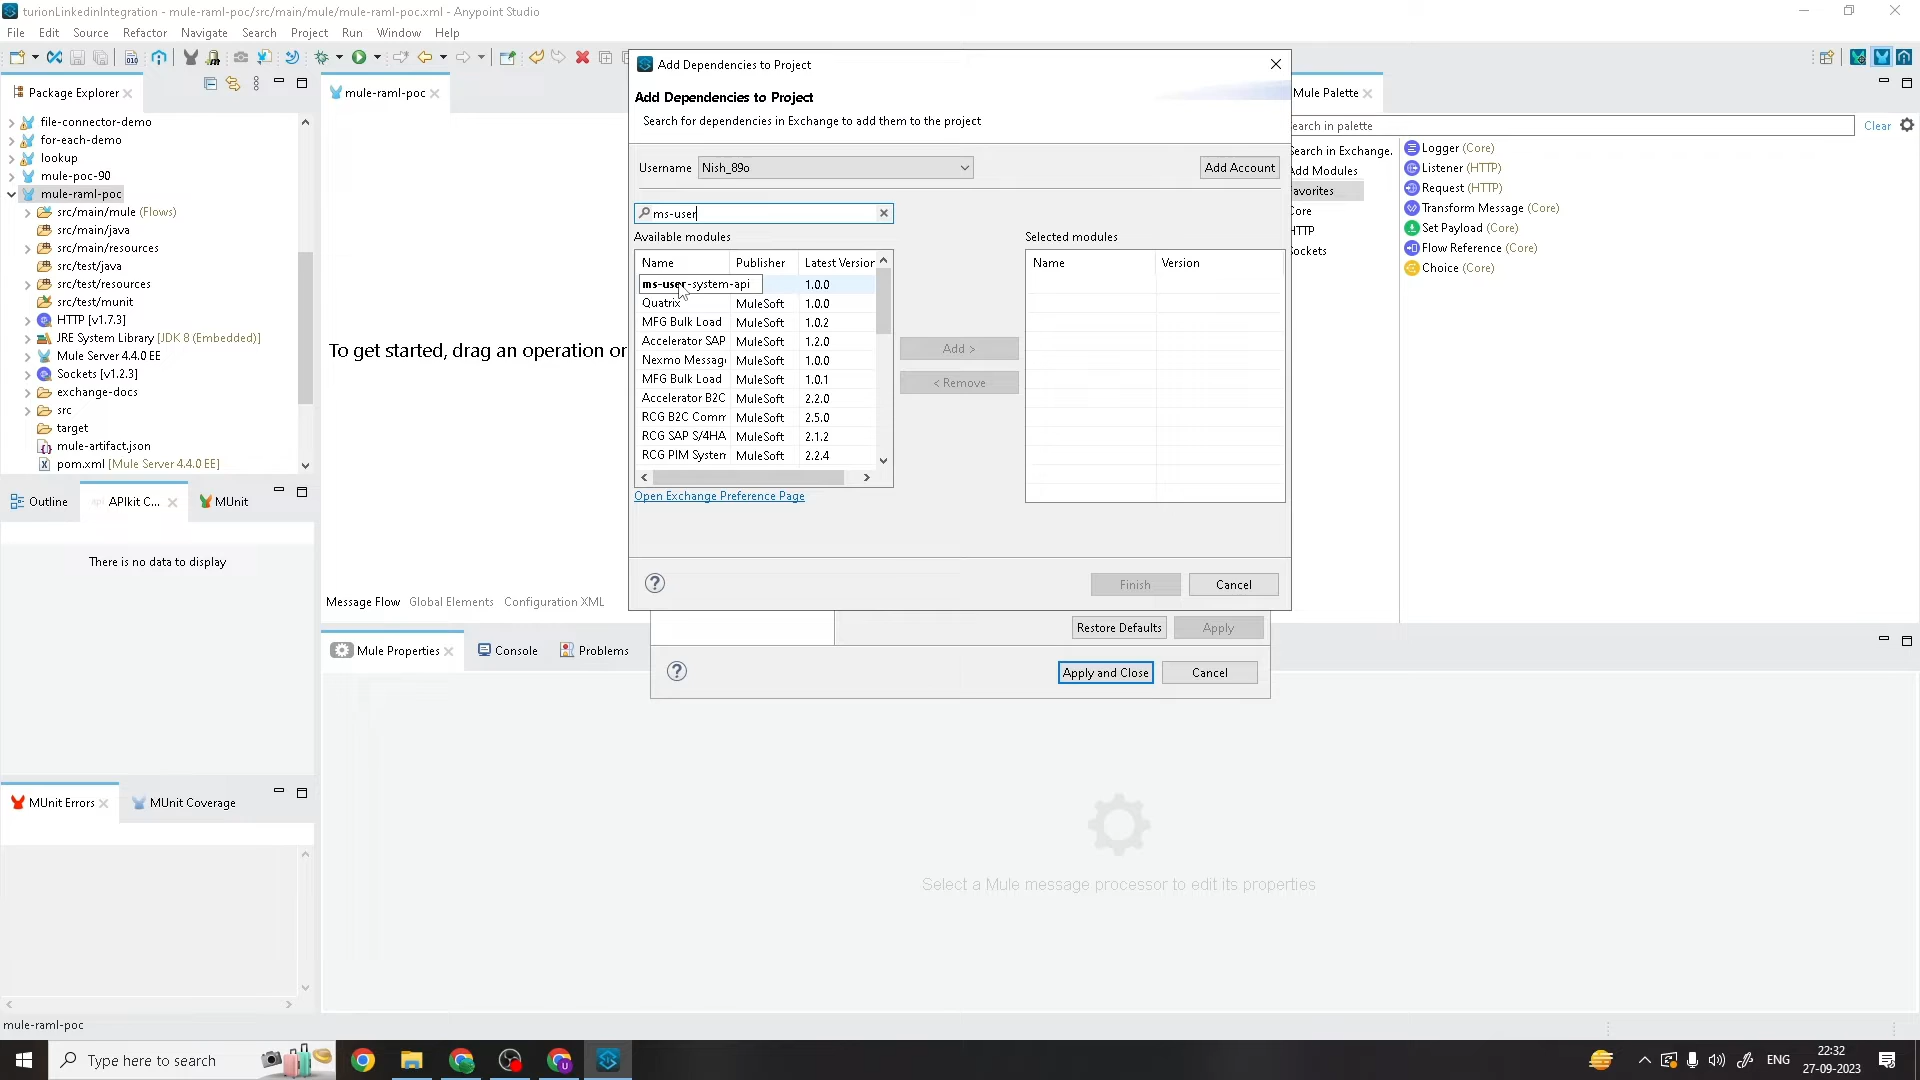 turionLinkedinIntegration - mule-raml-poc/src/main/mule/mule-raml-poc.xml - Anypoint Studio
File Edit Source Refactor Navigate Search Project Run Window Help
Package Explorer
file-connector-demo
for-each-demo
lookup
mule-poc-90
mule-raml-poc
src/main/mule (Flows)
src/main/java
src/main/resources
src/test/java
src/test/resources
src/test/munit
HTTP [v1.7.3]
JRE System Library [JDK 8 (Embedded)]
Mule Server 4.4.0 EE
Sockets [v1.2.3]
exchange-docs
src
target
mule-artifact.json
pom.xml [Mule Server 4.4.0 EE]
Outline
APIkit C...
MUnit
There is no data to display
MUnit Errors
MUnit Coverage
mule-raml-poc
mule-raml-poc
To get started, drag an operation or
Message Flow Global Elements Configuration XML
Mule Properties
Console
Problems
Select a Mule message processor to edit its properties
Add Dependencies to Project
Add Dependencies to Project
Search for dependencies in Exchange to add them to the project
Username Nish_89o
Add Account
ms-user
Available modules
Name Publisher Latest Version
ms-user-system-api 1.0.0
Quatrix MuleSoft 1.0.0
MFG Bulk Load MuleSoft 1.0.2
Accelerator SAP MuleSoft 1.2.0
Nexmo Messag MuleSoft 1.0.0
MFG Bulk Load MuleSoft 1.0.1
Accelerator B2C MuleSoft 2.2.0
RCG B2C Comm MuleSoft 2.5.0
RCG SAP S/4HA MuleSoft 2.1.2
RCG PIM System MuleSoft 2.2.4
Open Exchange Preference Page
Add >
< Remove
Selected modules
Name Version
Finish
Cancel
Restore Defaults
Apply
Apply and Close
Cancel
Mule Palette
earch in palette
Clear
Search in Exchange.
Add Modules
avorites
Core
HTTP
Sockets
Logger (Core)
Listener (HTTP)
Request (HTTP)
Transform Message (Core)
Set Payload (Core)
Flow Reference (Core)
Choice (Core)
Type here to search
ENG
22:32
27-09-2023